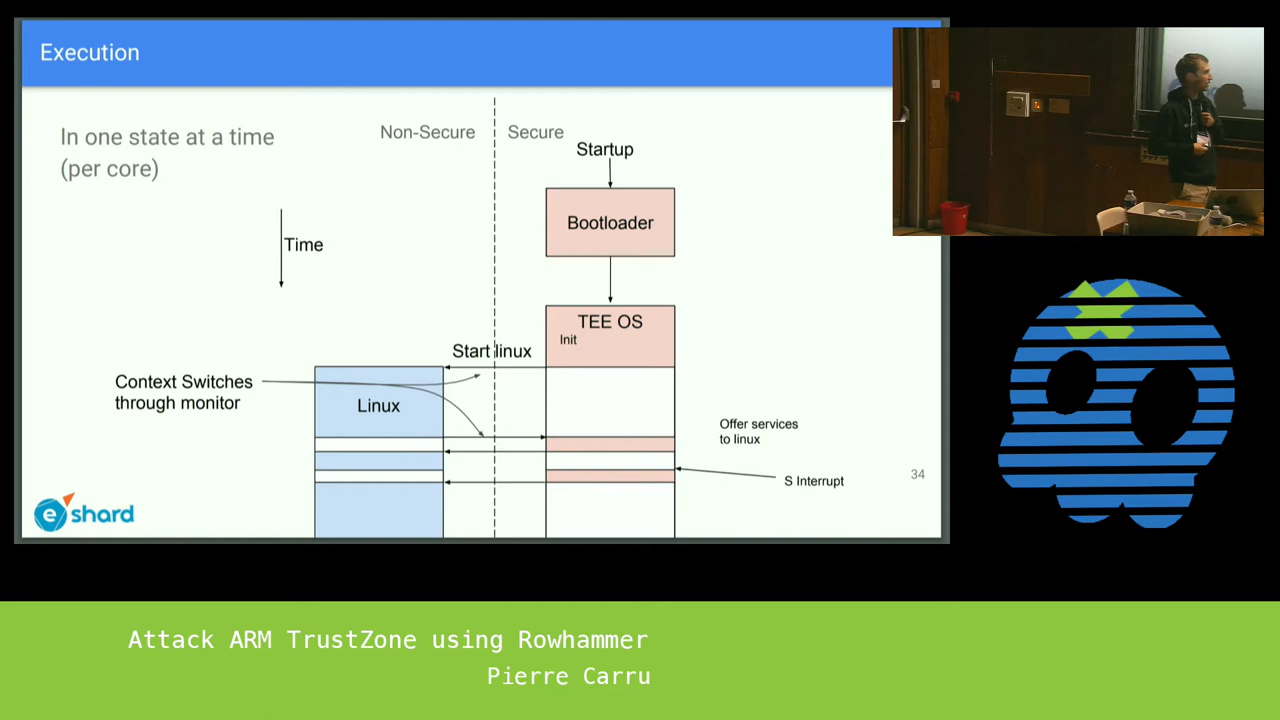 Execution
In one state at a time
(per core)
Non-Secure
Secure
Startup
Bootloader
Time
TEE OS
Init
Start linux
Context Switches
through monitor
Linux
Offer services
to linux
S Interrupt
34
eshard
Attack ARM TrustZone using Rowhammer
Pierre Carru